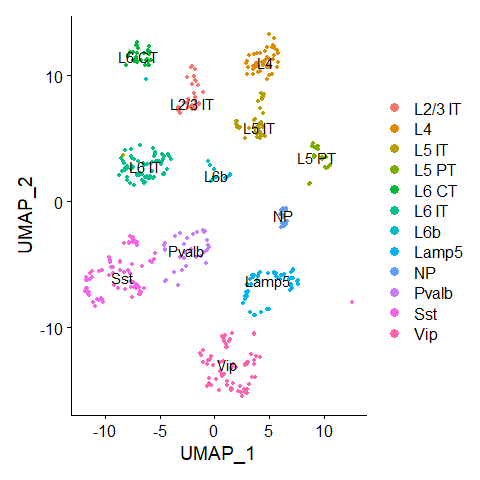 L6 CT
L4
L2/3 IT
L5 IT
L5 PT
L6 IT
L6b
NP
Pvalb
Sst
Lamp5
Vip
10
0
-10
UMAP_2
-10
-5
0
5
10
UMAP_1
L2/3 IT
L4
L5 IT
L5 PT
L6 CT
L6 IT
L6b
Lamp5
NP
Pvalb
Sst
Vip